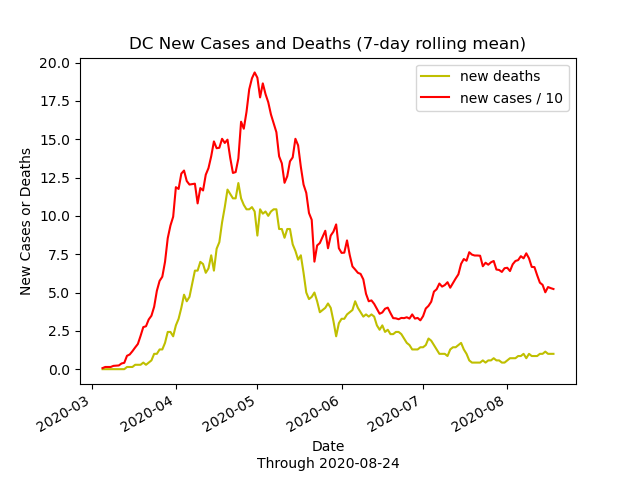 DC New Cases and Deaths (7-day rolling mean)
new deaths
new cases / 10
New Cases or Deaths
20.0
17.5
15.0
12.5
10.0
7.5
5.0
2.5
0.0
2020-03
2020-04
2020-05
2020-06
2020-07
2020-08
Date
Through 2020-08-24